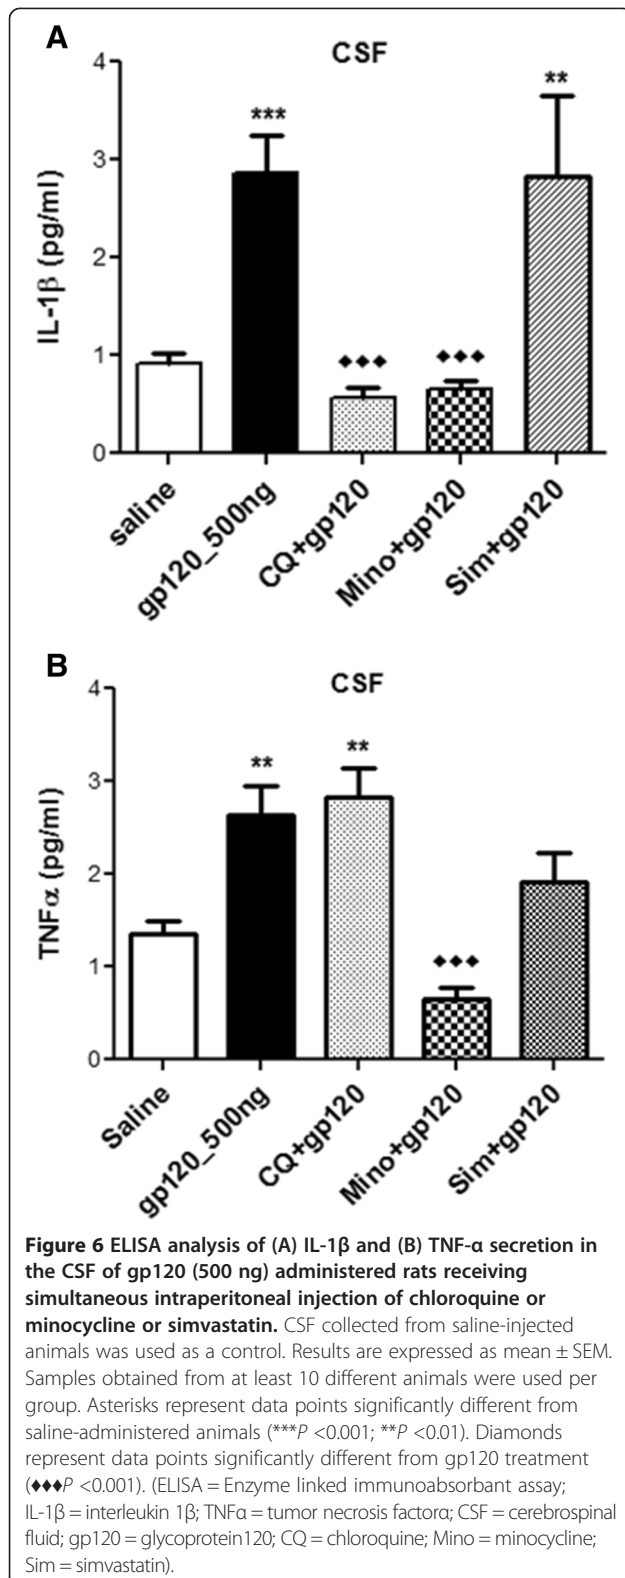 A
CSF
IL-1β (pg/ml)
4
3
2
1
0
***
◆◆◆
◆◆◆
**
saline
gp120_500ng
CQ+gp120
Mino+gp120
Sim+gp120
B
CSF
TNFα (pg/ml)
4
3
2
1
0
**
**
◆◆◆
Saline
gp120_500ng
CQ+gp120
Mino+gp120
Sim+gp120
Figure 6 ELISA analysis of (A) IL-1β and (B) TNF-α secretion in
the CSF of gp120 (500 ng) administered rats receiving
simultaneous intraperitoneal injection of chloroquine or
minocycline or simvastatin. CSF collected from saline-injected
animals was used as a control. Results are expressed as mean ± SEM.
Samples obtained from at least 10 different animals were used per
group. Asterisks represent data points significantly different from
saline-administered animals (***P <0.001; **P <0.01). Diamonds
represent data points significantly different from gp120 treatment
(◆◆◆P <0.001). (ELISA = Enzyme linked immunoabsorbant assay;
IL-1β = interleukin 1β; TNFα = tumor necrosis factorα; CSF = cerebrospinal
fluid; gp120 = glycoprotein120; CQ = chloroquine; Mino = minocycline;
Sim = simvastatin).